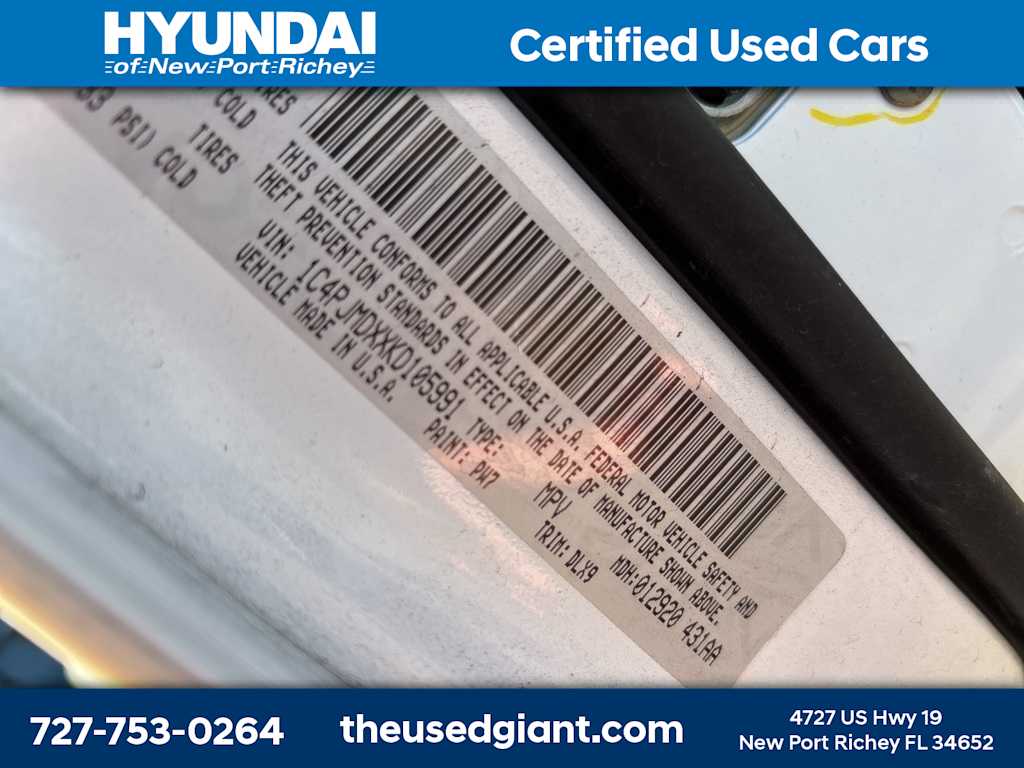 HYUNDAI
of New Port Richey
Certified Used Cars
TIRES
COLD
TIRES
PSI) COLD
THIS VEHICLE CONFORMS TO ALL APPLICABLE U.S.A. FEDERAL MOTOR VEHICLE SAFETY AND
THEFT PREVENTION STANDARDS IN EFFECT ON THE DATE OF MANUFACTURE SHOWN ABOVE.
VIN: 1C4PJMDXXKD105991 TYPE: MPV MDH:012920 431AA
VEHICLE MADE IN U.S.A. PAINT: PW7 TRIM: DLX9
727-753-0264
theusedgiant.com
4727 US Hwy 19
New Port Richey FL 34652